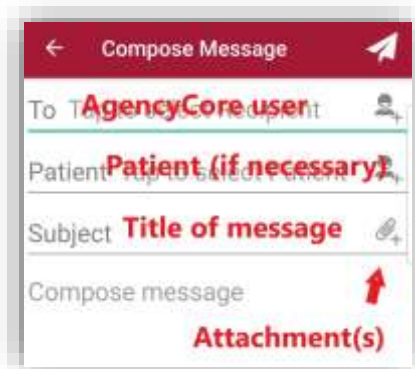 Compose Message
To AgencyCore user
Patient Patient (if necessary)
Subject Title of message
Compose message
Attachment(s)